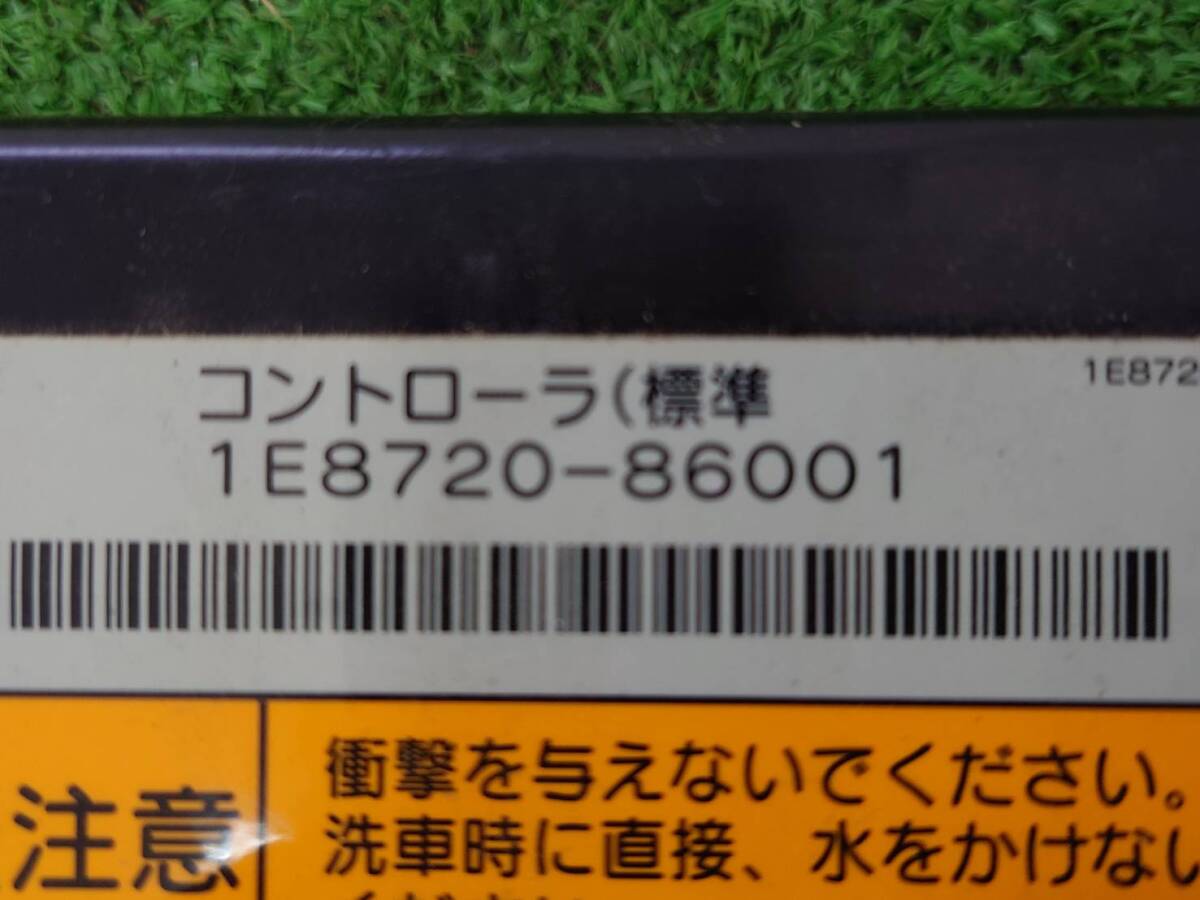 コントローラ(標準
1E872
1E8720-86001
注意
衝撃を与えないでください。
洗車時に直接、水をかけない